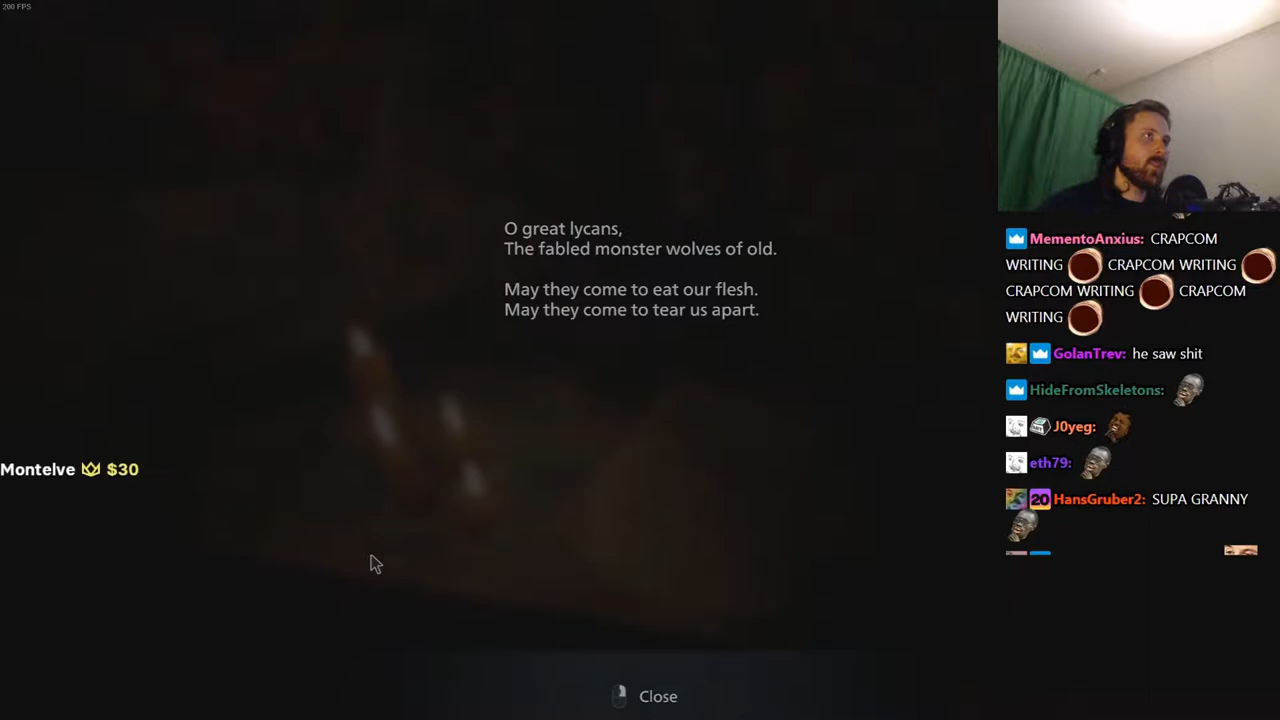 200 FPS
O great lycans,
The fabled monster wolves of old.
May they come to eat our flesh.
May they come to tear us apart.
Montelve $30
Close
MementoAnxius: CRAPCOM
WRITING CRAPCOM WRITING
CRAPCOM WRITING CRAPCOM
WRITING
GolanTrev: he saw shit
HideFromSkeletons:
J0yeg:
eth79:
20 HansGruber2: SUPA GRANNY